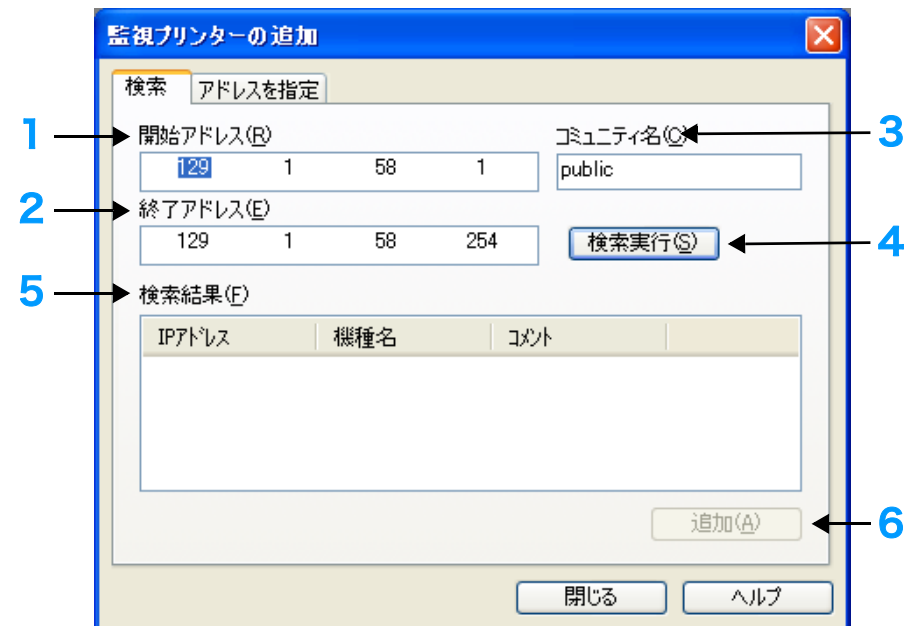 監視プリンターの追加
検索
アドレスを指定
1
開始アドレス(R)
129 1 58 1
コミュニティ名(C)
3
public
2
終了アドレス(E)
129 1 58 254
検索実行(S)
4
5
検索結果(F)
IPアドレス 機種名 コメント
追加(A)
6
閉じる
ヘルプ